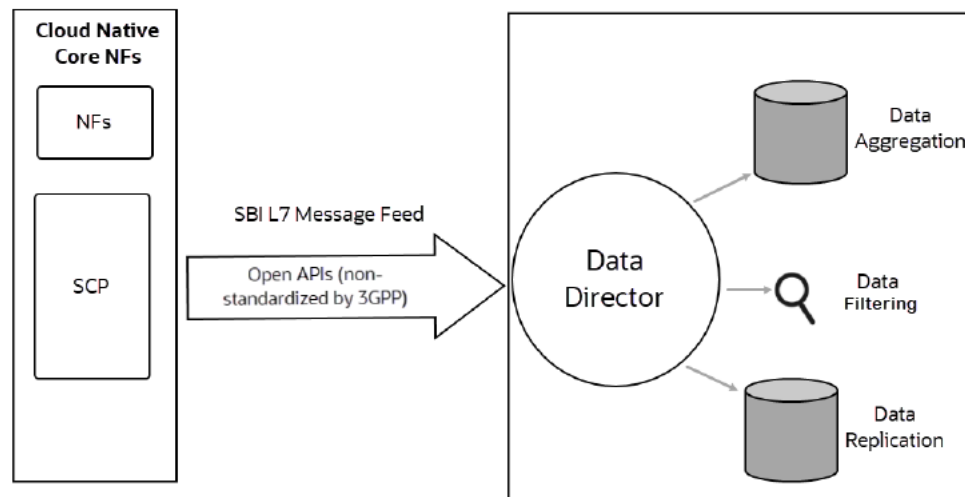 Cloud Native
Core NFs
NFs
SCP
SBI L7 Message Feed
Open APIs (non-
standardized by 3GPP)
Data
Director
Data
Aggregation
Data
Filtering
Data
Replication